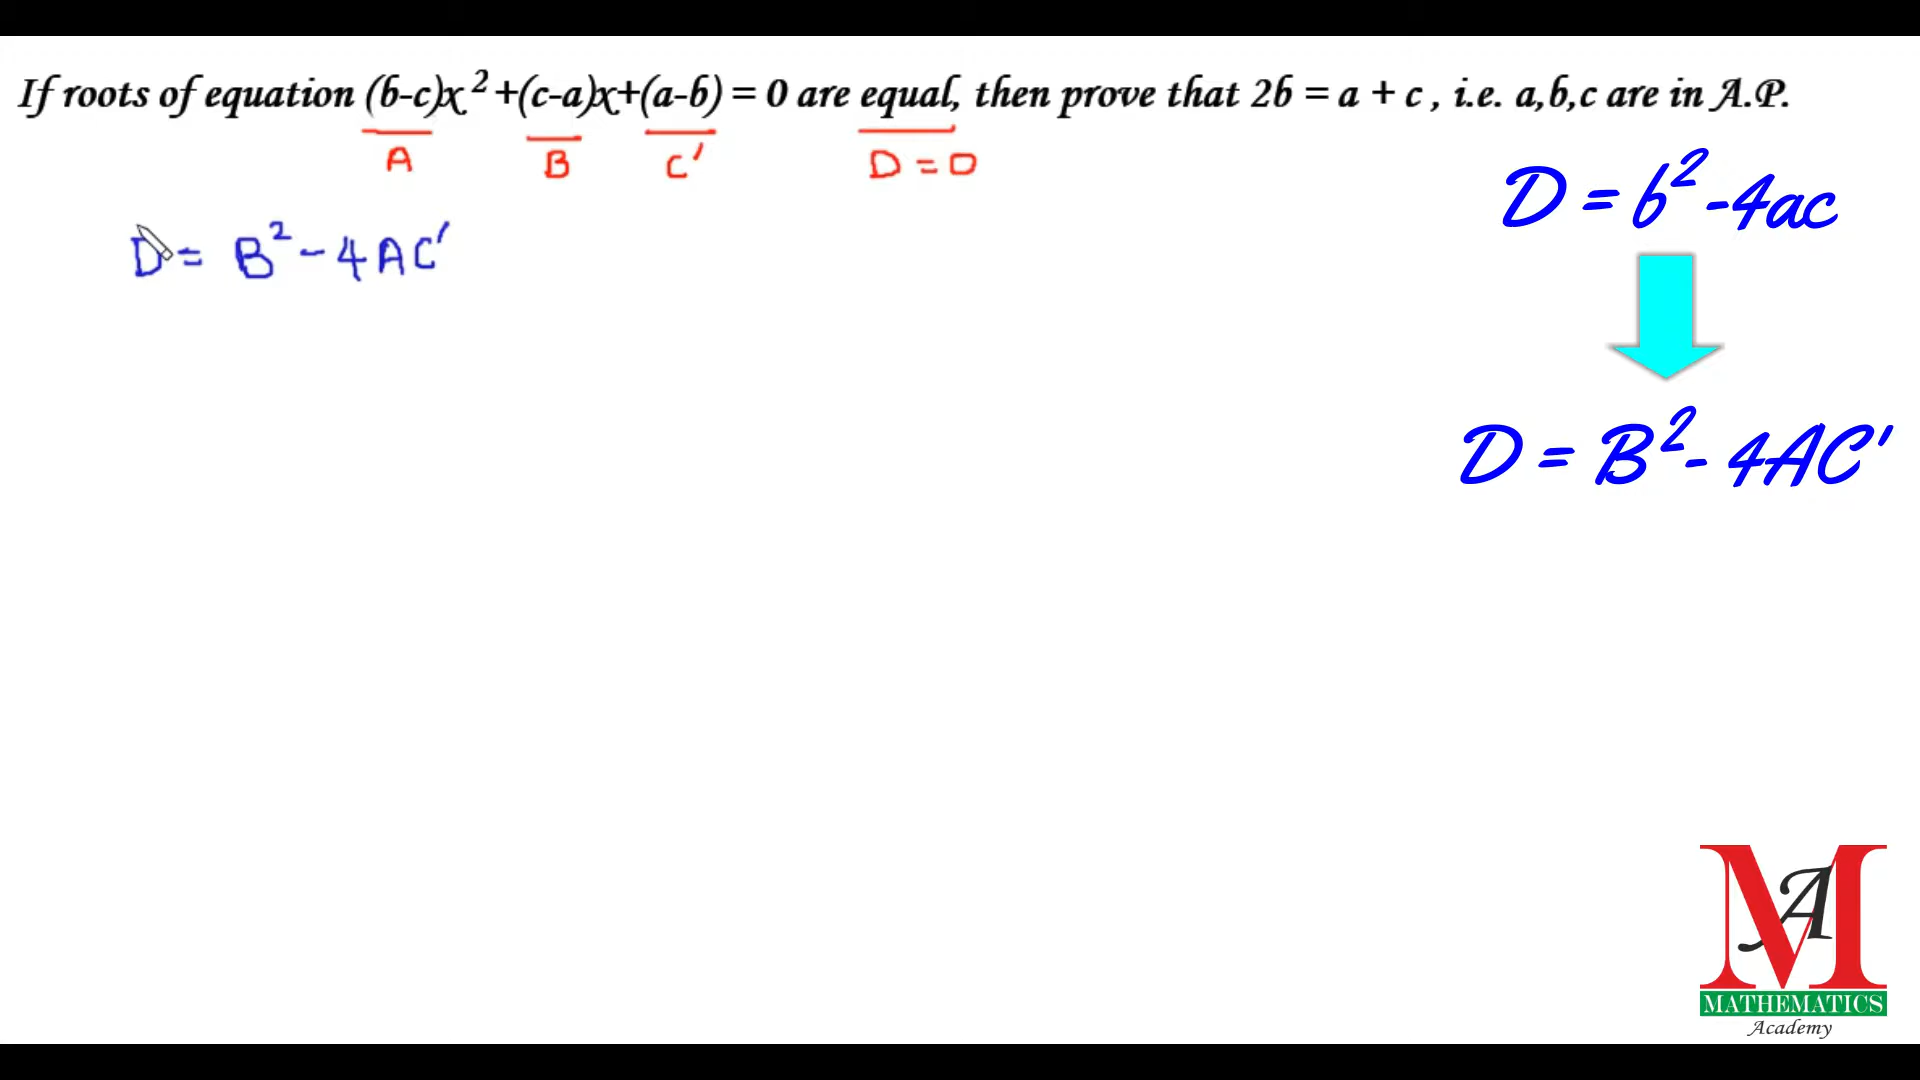 If roots of equation (b-c)x²+(c-a)x+(a-b) = 0 are equal, then prove that 2b = a + c , i.e. a,b,c are in A.P.
A B C' D = 0
D = b²-4ac
D = B² - 4AC'
D = B²- 4AC'
MA
MATHEMATICS
Academy